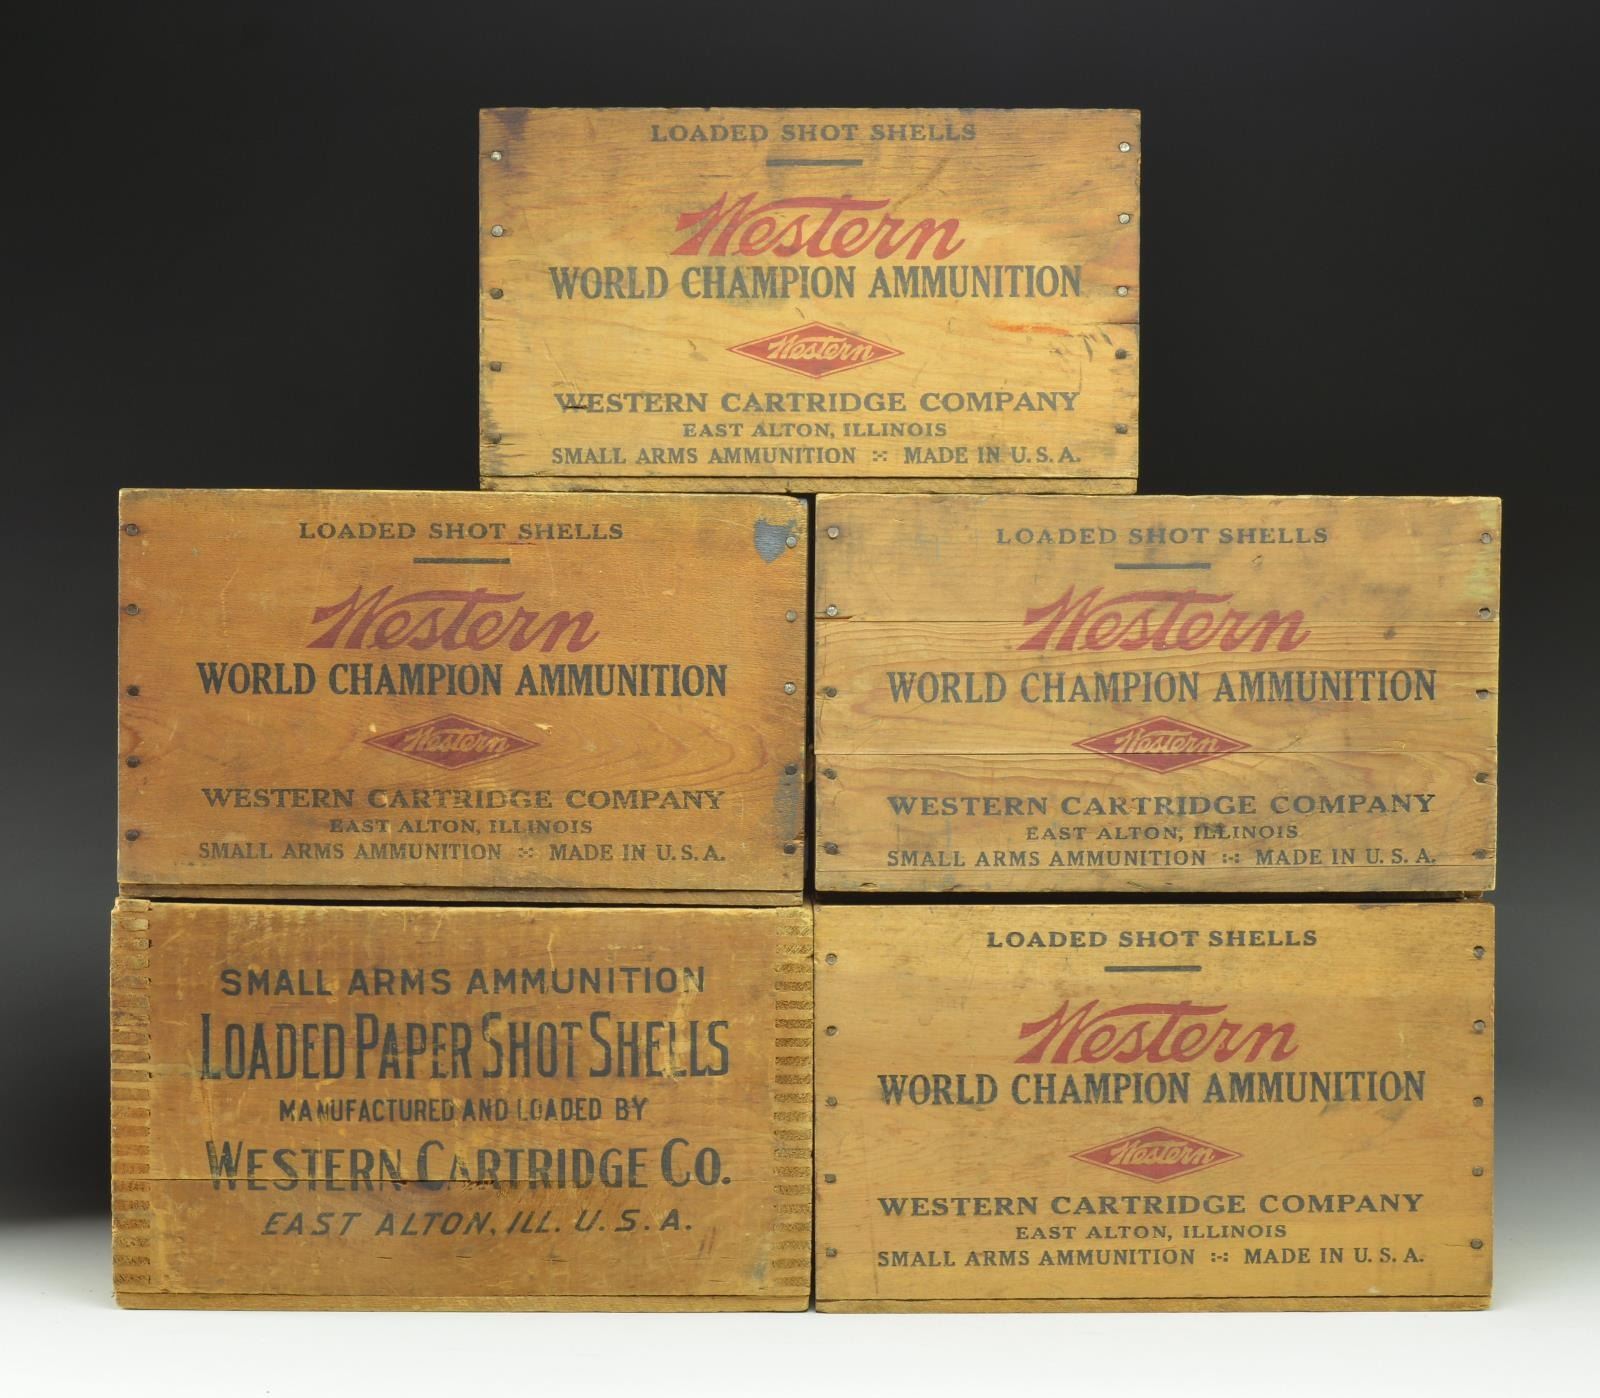 LOADED SHOT SHELLS
Western
WORLD CHAMPION AMMUNITION
Western
WESTERN CARTRIDGE COMPANY
EAST ALTON, ILLINOIS
SMALL ARMS AMMUNITION :-: MADE IN U.S.A.
LOADED SHOT SHELLS
Western
WORLD CHAMPION AMMUNITION
Western
WESTERN CARTRIDGE COMPANY
EAST ALTON, ILLINOIS
SMALL ARMS AMMUNITION :-: MADE IN U.S.A.
LOADED SHOT SHELLS
Western
WORLD CHAMPION AMMUNITION
Western
WESTERN CARTRIDGE COMPANY
EAST ALTON, ILLINOIS
SMALL ARMS AMMUNITION :-: MADE IN U.S.A.
SMALL ARMS AMMUNITION
LOADED PAPER SHOT SHELLS
MANUFACTURED AND LOADED BY
WESTERN CARTRIDGE CO.
EAST ALTON, ILL. U.S.A.
LOADED SHOT SHELLS
Western
WORLD CHAMPION AMMUNITION
Western
WESTERN CARTRIDGE COMPANY
EAST ALTON, ILLINOIS
SMALL ARMS AMMUNITION :-: MADE IN U.S.A.